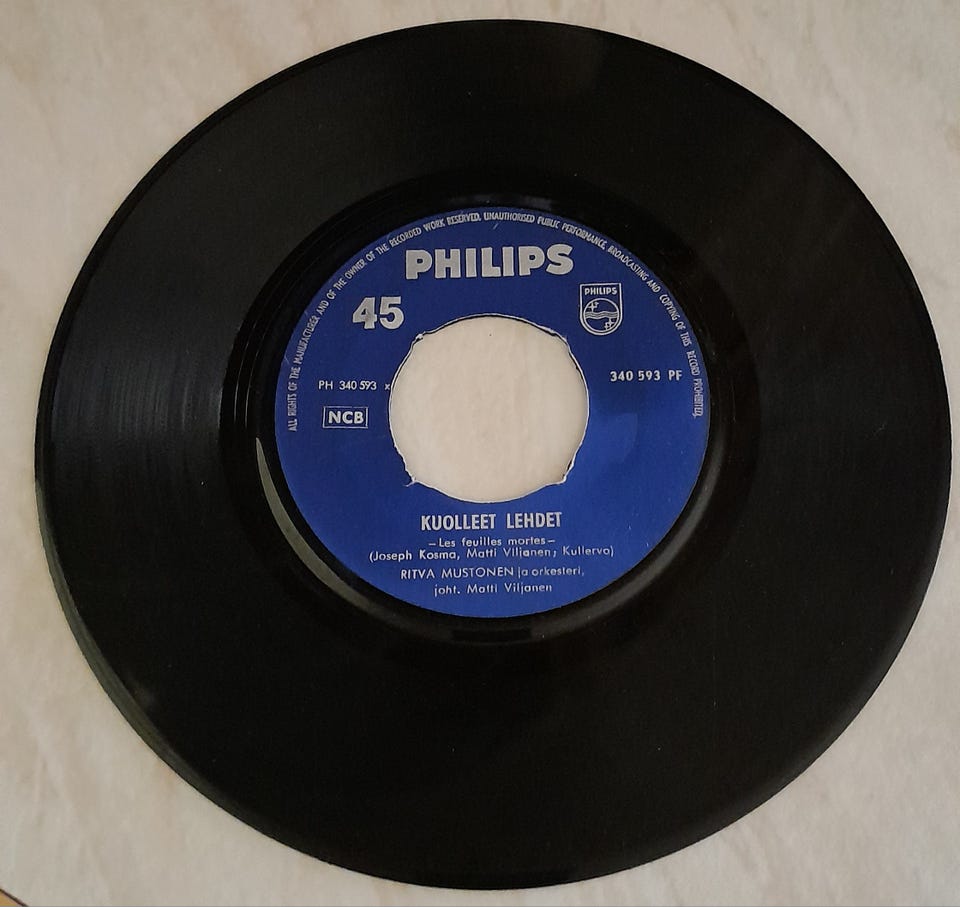 ALL RIGHTS OF THE MANUFACTURER AND OF THE OWNER OF THE RECORDED WORK RESERVED. UNAUTHORISED PUBLIC PERFORMANCE, BROADCASTING AND COPYING OF THIS RECORD PROHIBITED.
PHILIPS
45
PHILIPS
PH 340 593 x
340 593 PF
NCB
KUOLLEET LEHDET
–Les feuilles mortes–
(Joseph Kosma, Matti Viljanen; Kullervo)
RITVA MUSTONEN ja orkesteri,
joht. Matti Viljanen